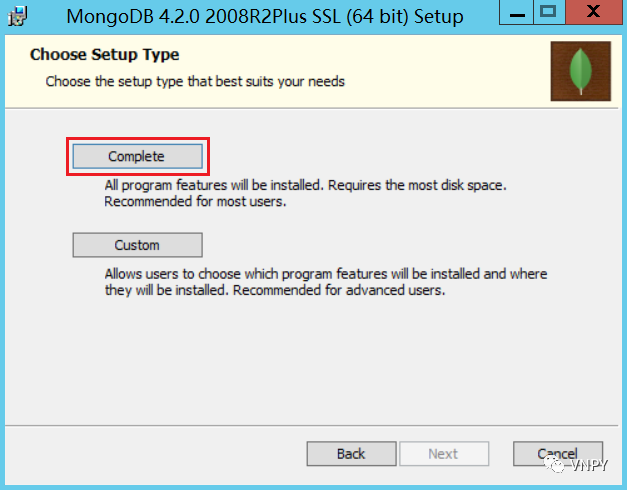 MongoDB 4.2.0 2008R2Plus SSL (64 bit) Setup
Choose Setup Type
Choose the setup type that best suits your needs
Complete
All program features will be installed. Requires the most disk space.
Recommended for most users.
Custom
Allows users to choose which program features will be installed and where
they will be installed. Recommended for advanced users.
Back
Next
Cancel
VNPY